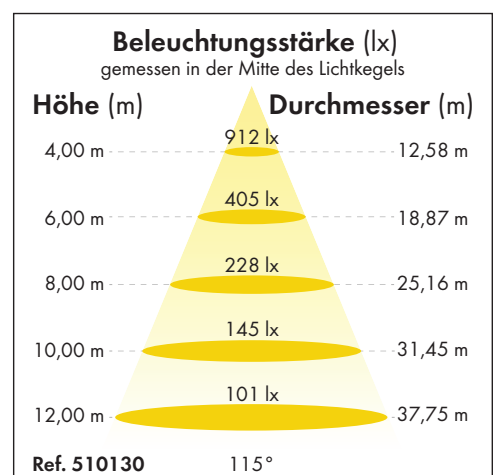 Beleuchtungsstärke (lx)
gemessen in der Mitte des Lichtkegels
Höhe (m) Durchmesser (m)
912 lx
4,00 m 12,58 m
405 lx
6,00 m 18,87 m
228 lx
8,00 m 25,16 m
145 lx
10,00 m 31,45 m
101 lx
12,00 m 37,75 m
Ref. 510130 115°